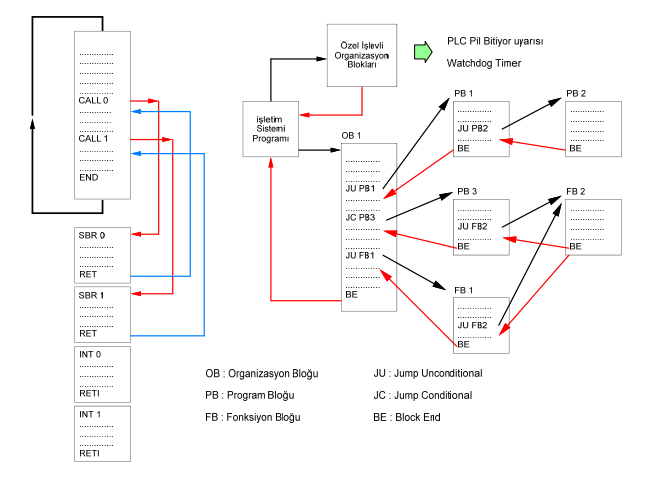 CALL 0
CALL 1
END
SBR 0
RET
SBR 1
RET
INT 0
RETI
INT 1
RETI
Özel İşlevli
Organizasyon
Blokları
PLC Pil Bitiyor uyarısı
Watchdog Timer
işletim
Sistemi
Programı
OB 1
JU PB1
JC PB3
JU FB1
BE
PB 1
JU PB2
BE
PB 2
BE
PB 3
JU FB2
BE
FB 2
BE
FB 1
JU FB2
BE
OB : Organizasyon Bloğu
PB : Program Bloğu
FB : Fonksiyon Bloğu
JU : Jump Unconditional
JC : Jump Conditional
BE : Block End